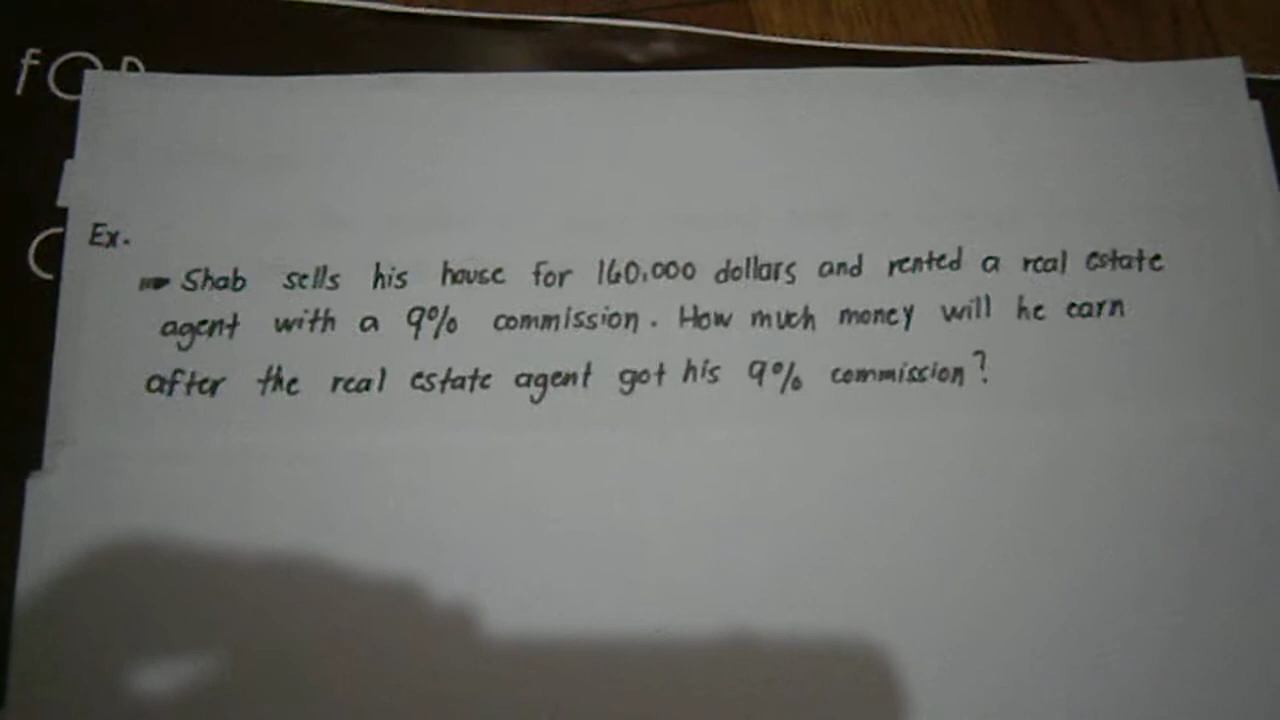 for
C
Ex.
Shab sells his house for 160.000 dollars and rented a real estate
agent with a 9% commission. How much money will he earn
after the real estate agent got his 9% commission?